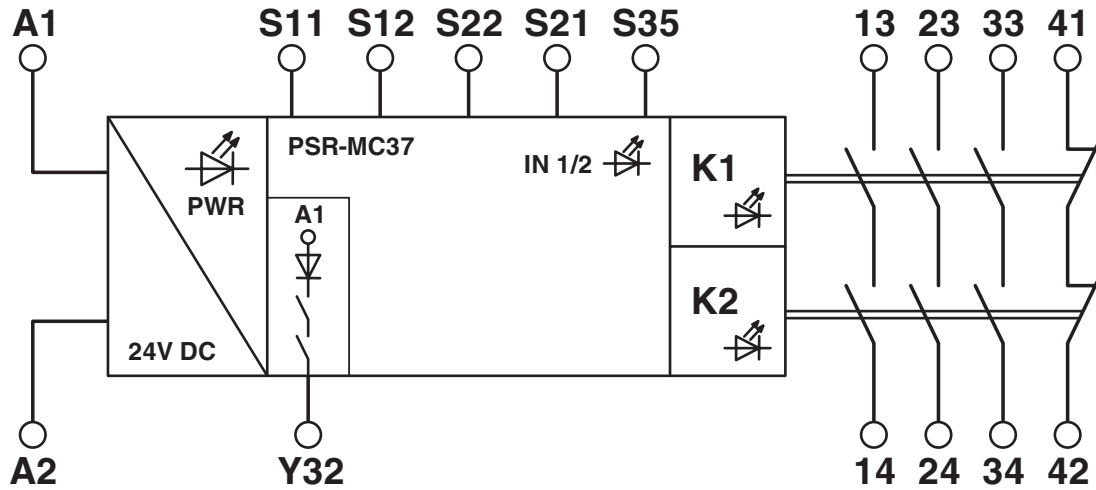 A1 S11 S12 S22 S21 S35 13 23 33 41
PSR-MC37
IN 1/2
K1
PWR
A1
K2
24V DC
A2 Y32 14 24 34 42